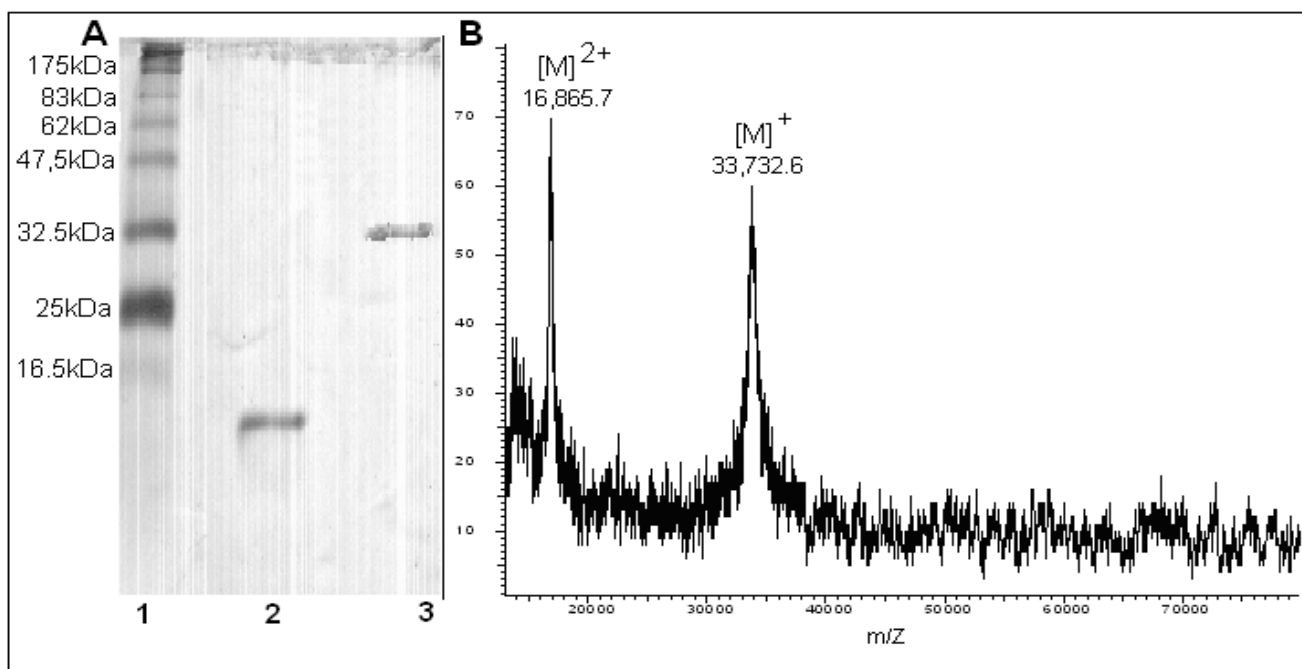 A
175kDa
83kDa
62kDa
47,5kDa
32.5kDa
25kDa
16.5kDa
1 2 3
B
[M]2+
16,865.7
[M]+
33,732.6
70
60
50
40
30
20
10
20000 30000 40000 50000 60000 70000
m/Z